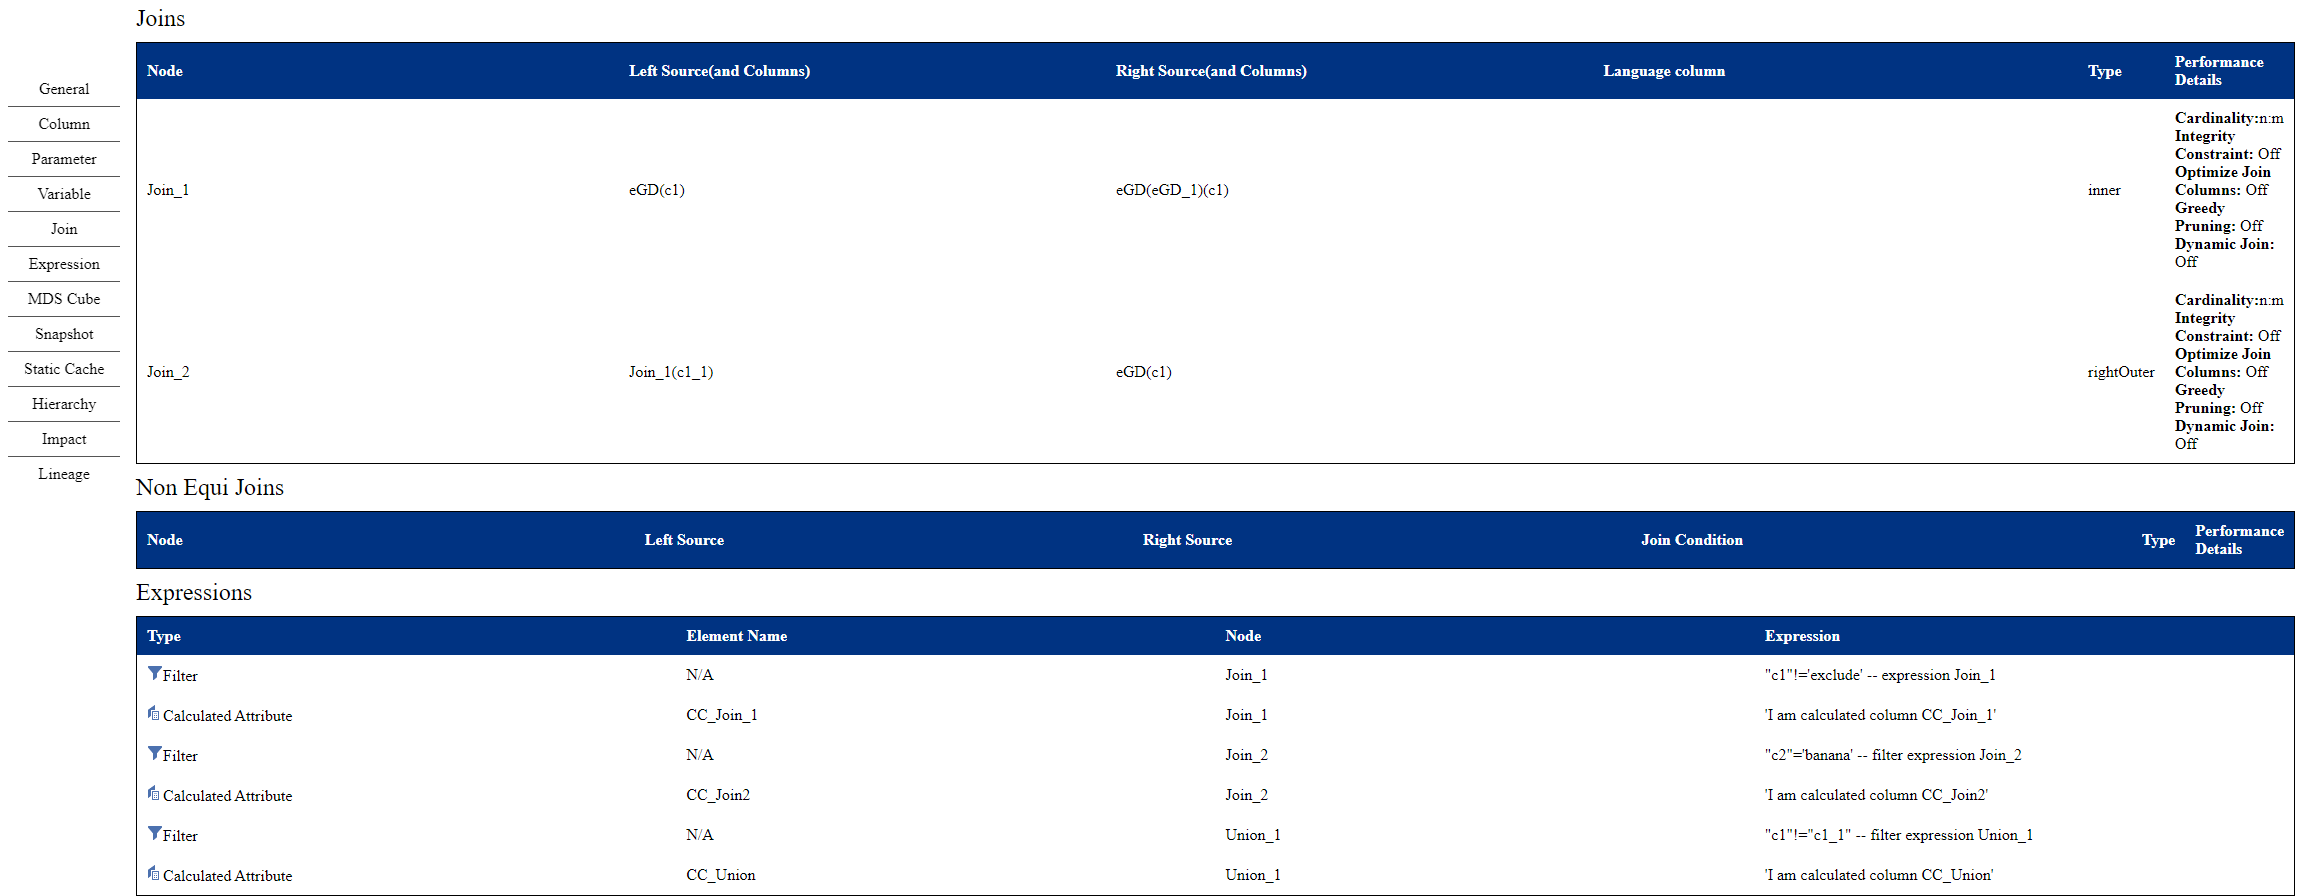 Joins
General
Column
Parameter
Variable
Join
Expression
MDS Cube
Snapshot
Static Cache
Hierarchy
Impact
Lineage
Node Left Source(and Columns) Right Source(and Columns) Language column Type Performance Details
Join_1 eGD(c1) eGD(eGD_1)(c1) inner
Cardinality:n:m
Integrity
Constraint: Off
Optimize Join
Columns: Off
Greedy
Pruning: Off
Dynamic Join:
Off
Join_2 Join_1(c1_1) eGD(c1) rightOuter
Cardinality:n:m
Integrity
Constraint: Off
Optimize Join
Columns: Off
Greedy
Pruning: Off
Dynamic Join:
Off
Non Equi Joins
Node Left Source Right Source Join Condition Type Performance Details
Expressions
Type Element Name Node Expression
Filter N/A Join_1 "c1"!='exclude' -- expression Join_1
Calculated Attribute CC_Join_1 Join_1 'I am calculated column CC_Join_1'
Filter N/A Join_2 "c2"='banana' -- filter expression Join_2
Calculated Attribute CC_Join2 Join_2 'I am calculated column CC_Join2'
Filter N/A Union_1 "c1"!="c1_1" -- filter expression Union_1
Calculated Attribute CC_Union Union_1 'I am calculated column CC_Union'